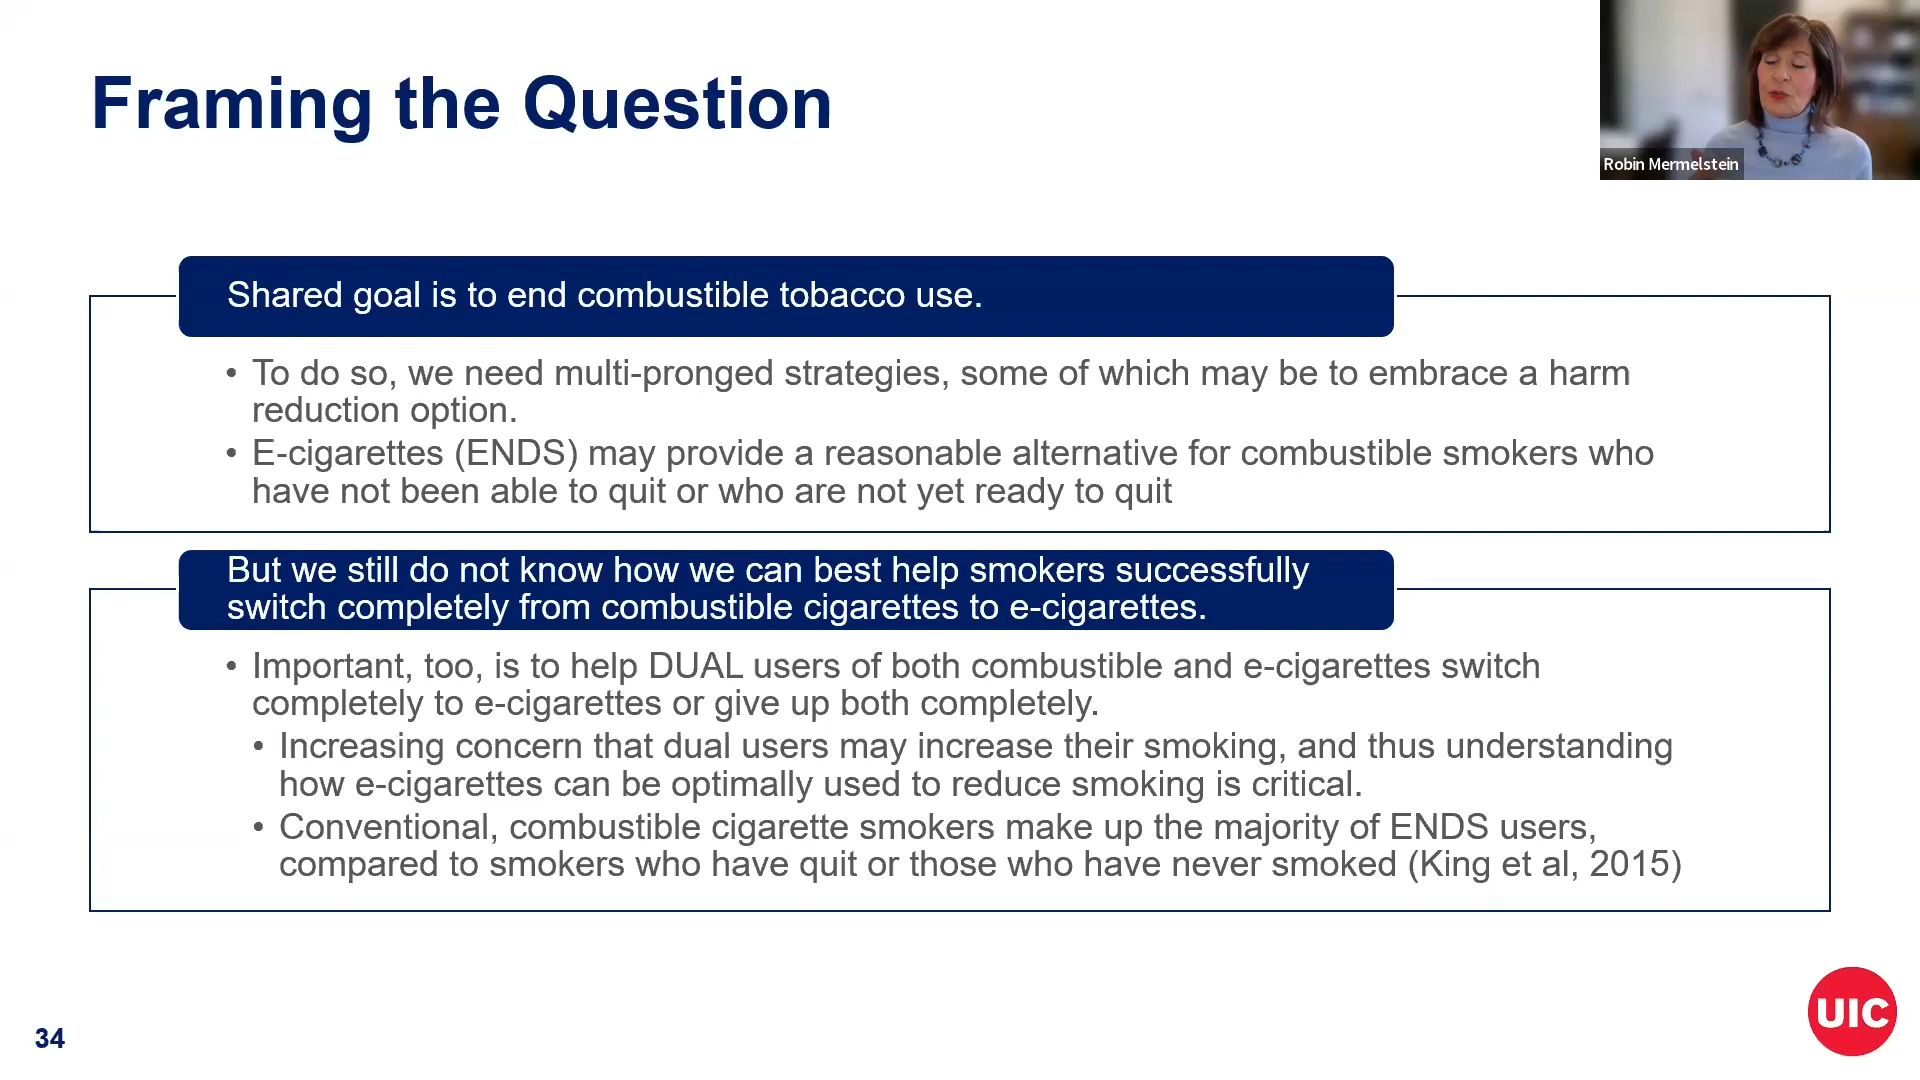 Framing the Question
Robin Mermelstein
Shared goal is to end combustible tobacco use.
• To do so, we need multi-pronged strategies, some of which may be to embrace a harm
reduction option.
• E-cigarettes (ENDS) may provide a reasonable alternative for combustible smokers who
have not been able to quit or who are not yet ready to quit
But we still do not know how we can best help smokers successfully
switch completely from combustible cigarettes to e-cigarettes.
• Important, too, is to help DUAL users of both combustible and e-cigarettes switch
completely to e-cigarettes or give up both completely.
• Increasing concern that dual users may increase their smoking, and thus understanding
how e-cigarettes can be optimally used to reduce smoking is critical.
• Conventional, combustible cigarette smokers make up the majority of ENDS users,
compared to smokers who have quit or those who have never smoked (King et al, 2015)
34
UIC